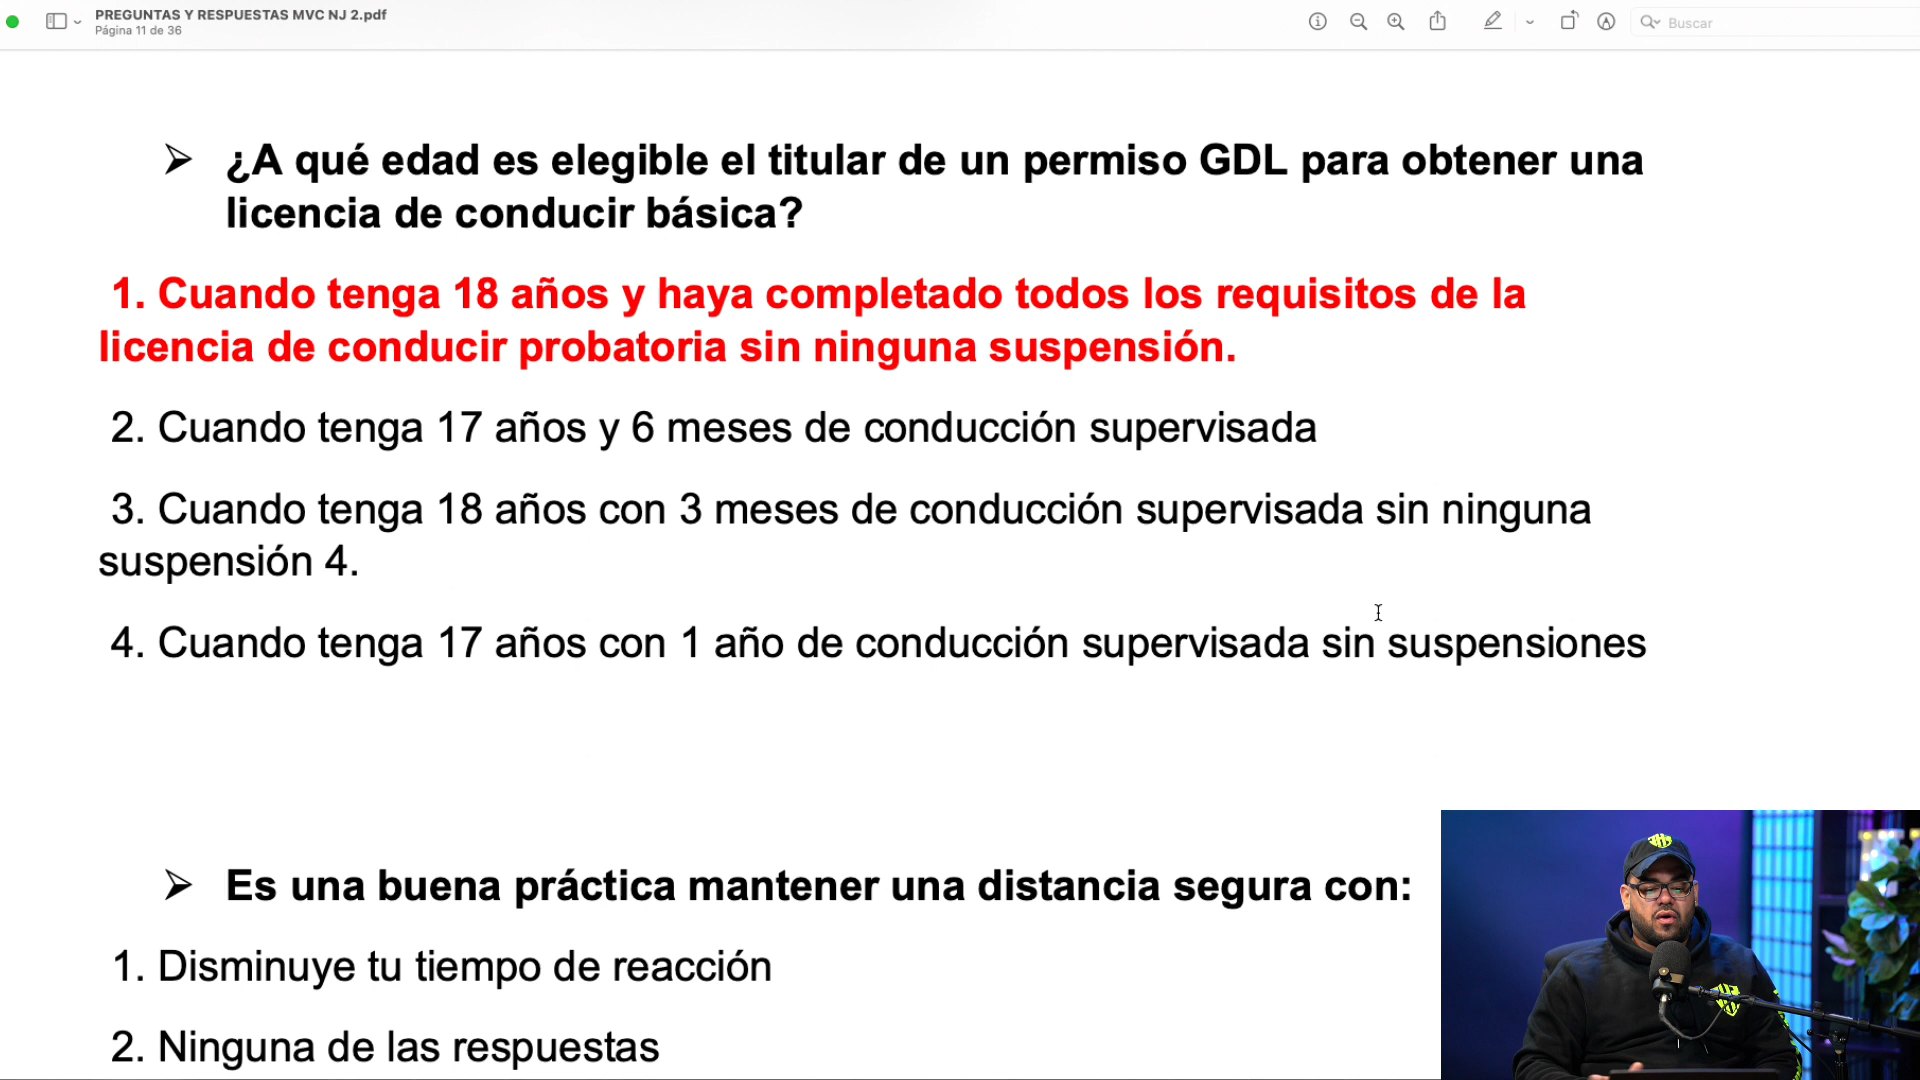 PREGUNTAS Y RESPUESTAS MVC NJ 2.pdf
Página 11 de 36
Buscar
➢ ¿A qué edad es elegible el titular de un permiso GDL para obtener una
licencia de conducir básica?
1. Cuando tenga 18 años y haya completado todos los requisitos de la
licencia de conducir probatoria sin ninguna suspensión.
2. Cuando tenga 17 años y 6 meses de conducción supervisada
3. Cuando tenga 18 años con 3 meses de conducción supervisada sin ninguna
suspensión 4.
4. Cuando tenga 17 años con 1 año de conducción supervisada sin suspensiones
➢ Es una buena práctica mantener una distancia segura con:
1. Disminuye tu tiempo de reacción
2. Ninguna de las respuestas